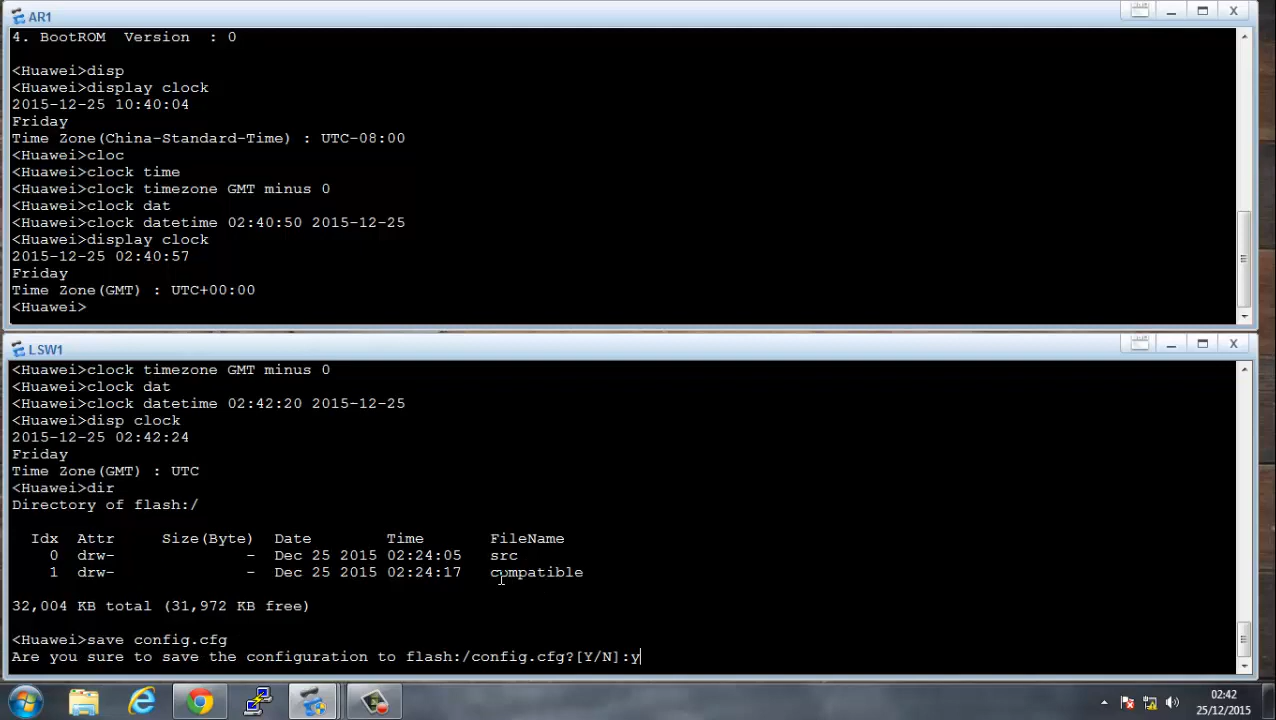 AR1
4. BootROM  Version  : 0
<Huawei>disp
<Huawei>display clock
2015-12-25 10:40:04
Friday
Time Zone(China-Standard-Time) : UTC-08:00
<Huawei>cloc
<Huawei>clock time
<Huawei>clock timezone GMT minus 0
<Huawei>clock dat
<Huawei>clock datetime 02:40:50 2015-12-25
<Huawei>display clock
2015-12-25 02:40:57
Friday
Time Zone(GMT) : UTC+00:00
<Huawei>
LSW1
<Huawei>clock timezone GMT minus 0
<Huawei>clock dat
<Huawei>clock datetime 02:42:20 2015-12-25
<Huawei>disp clock
2015-12-25 02:42:24
Friday
Time Zone(GMT) : UTC
<Huawei>dir
Directory of flash:/
Idx  Attr     Size(Byte)  Date        Time       FileName
0  drw-              -  Dec 25 2015 02:24:05   src
1  drw-              -  Dec 25 2015 02:24:17   compatible
32,004 KB total (31,972 KB free)
<Huawei>save config.cfg
Are you sure to save the configuration to flash:/config.cfg?[Y/N]:y
02:42
25/12/2015